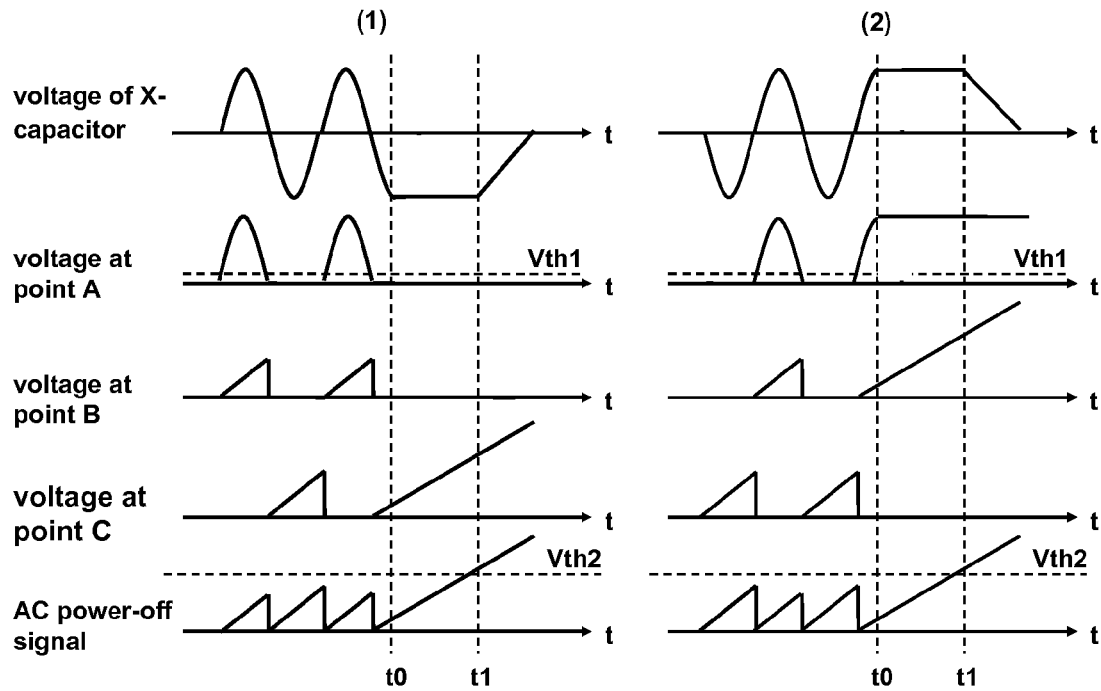 (1)
(2)
voltage of X-
capacitor
t
t
voltage at
point A
Vth1
t
Vth1
t
voltage at
point B
t
t
voltage at
point C
t
t
Vth2
Vth2
AC power-off
signal
t
t
t0
t1
t0
t1